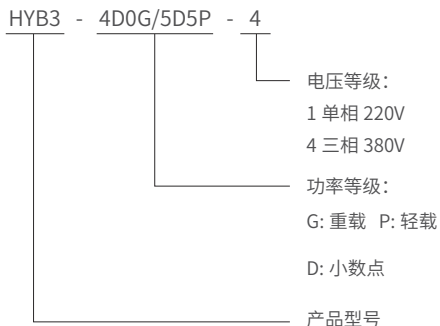 HYB3 - 4D0G/5D5P - 4
电压等级：
1 单相 220V
4 三相 380V
功率等级：
G: 重载 P: 轻载
D: 小数点
产品型号